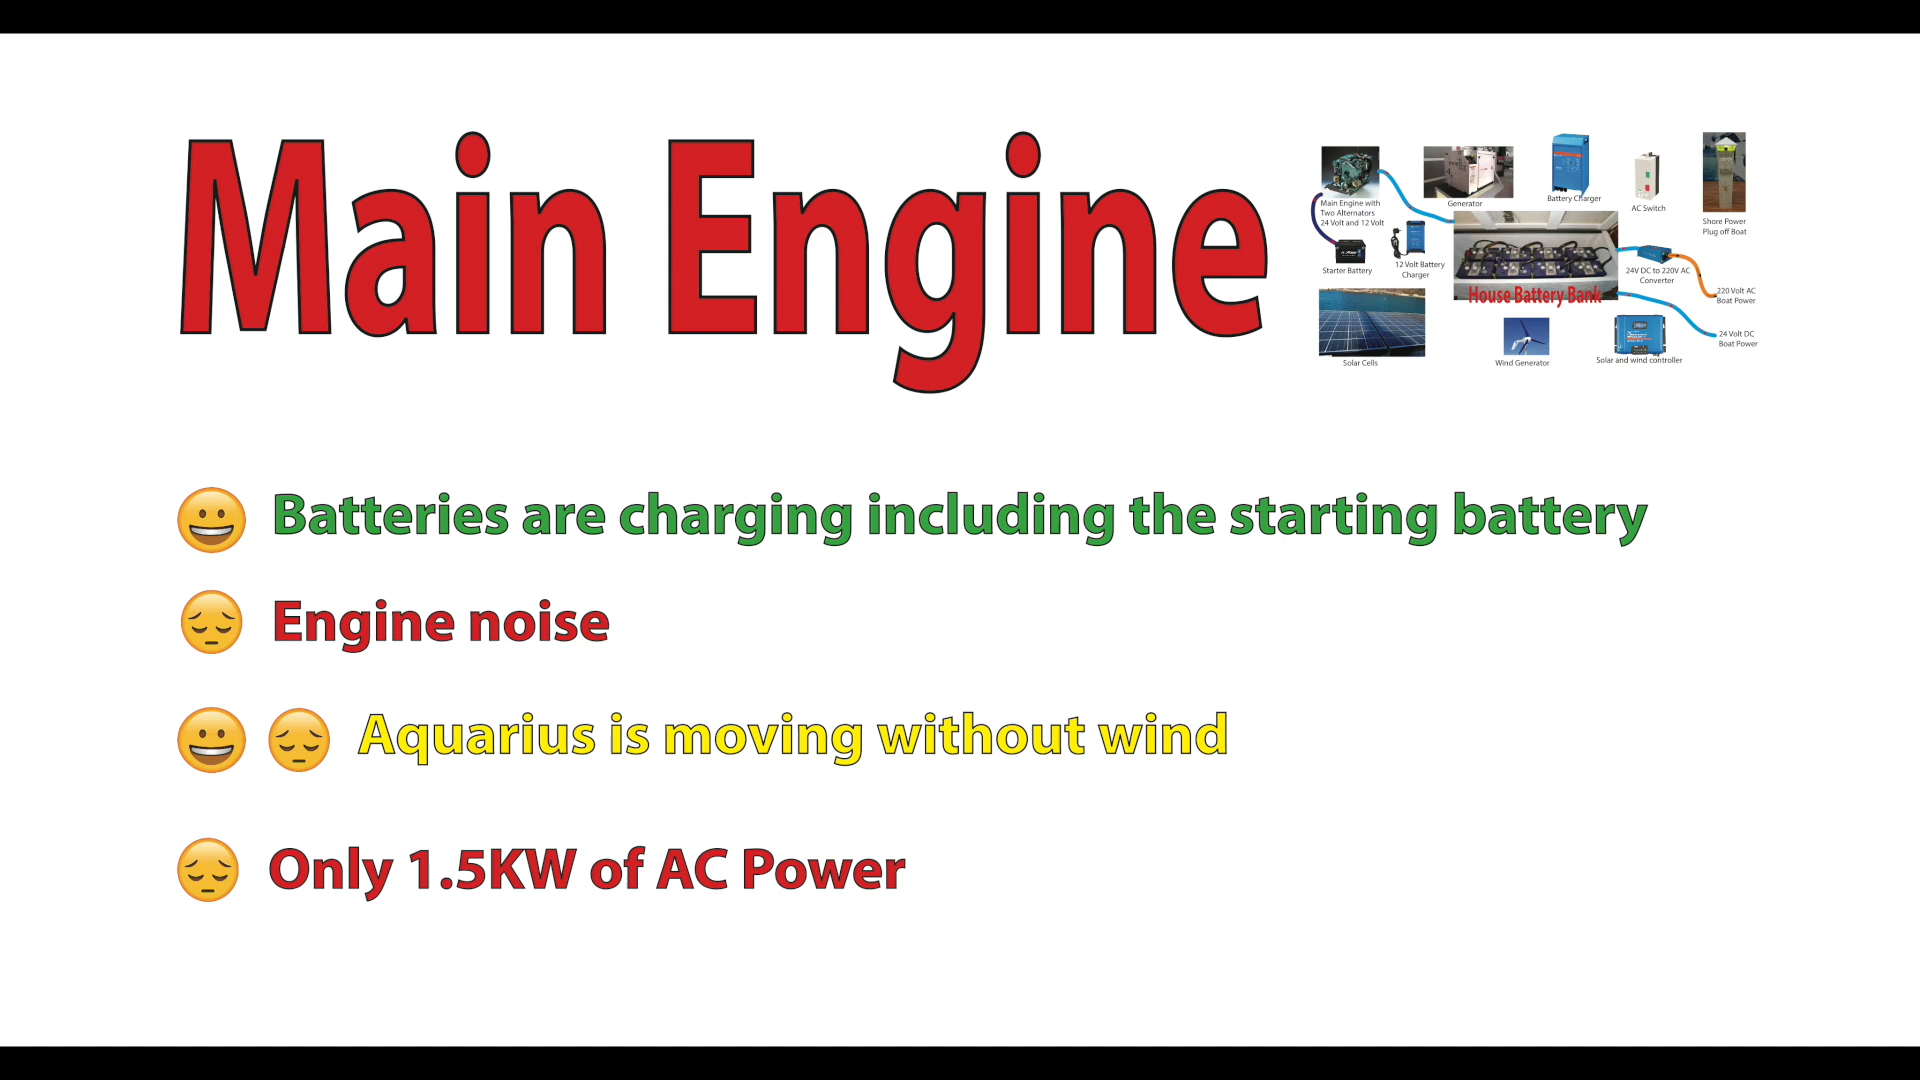 Main Engine
Main Engine with
Two Alternators
24 Volt and 12 Volt
Generator
Battery Charger
AC Switch
Shore Power
Plug off Boat
Starter Battery
12 Volt Battery
Charger
House Battery Bank
24V DC to 220V AC
Converter
220 Volt AC
Boat Power
24 Volt DC
Boat Power
Solar Cells
Wind Generator
Solar and wind controller
Batteries are charging including the starting battery
Engine noise
Aquarius is moving without wind
Only 1.5KW of AC Power